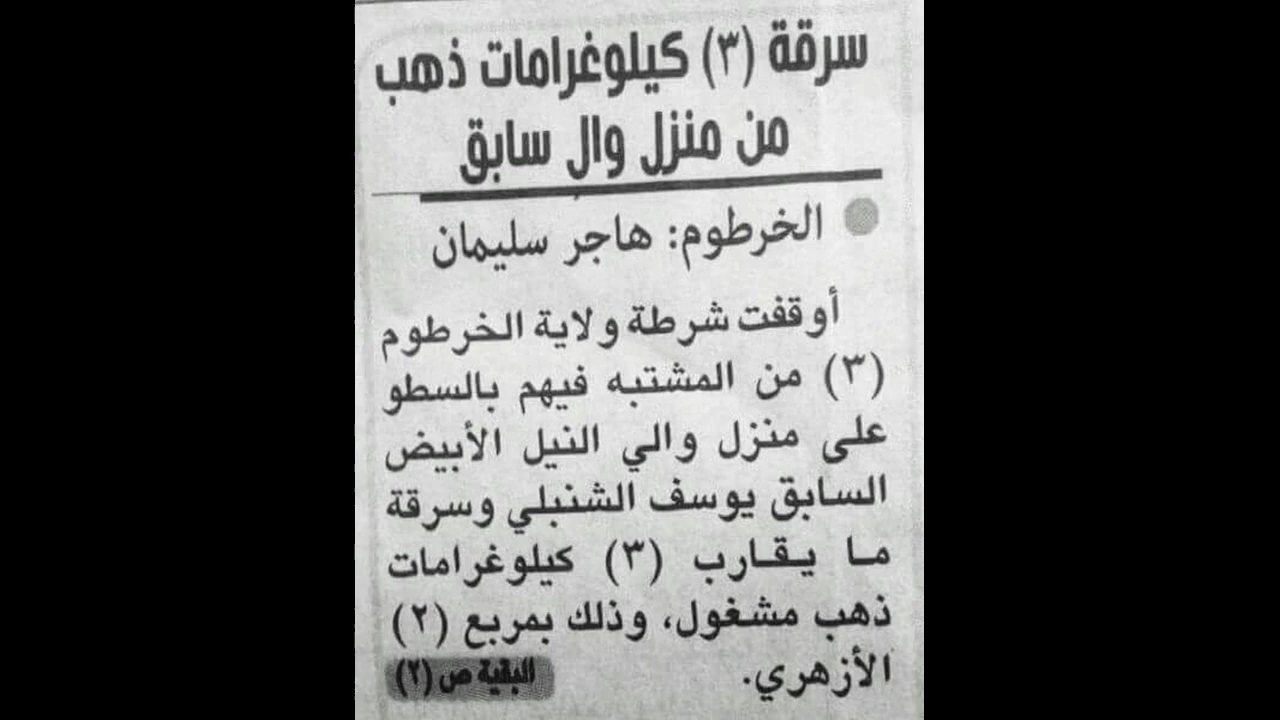 سرقة (٣) كيلوغرامات ذهب
من منزل وال سابق
الخرطوم: هاجر سليمان
أوقفت شرطة ولاية الخرطوم
(٣) من المشتبه فيهم بالسطو
على منزل والي النيل الأبيض
السابق يوسف الشنبلي وسرقة
ما يقارب (٣) كيلوغرامات
ذهب مشغول، وذلك بمربع (٢)
الأزهري.
البقية ص (٢)